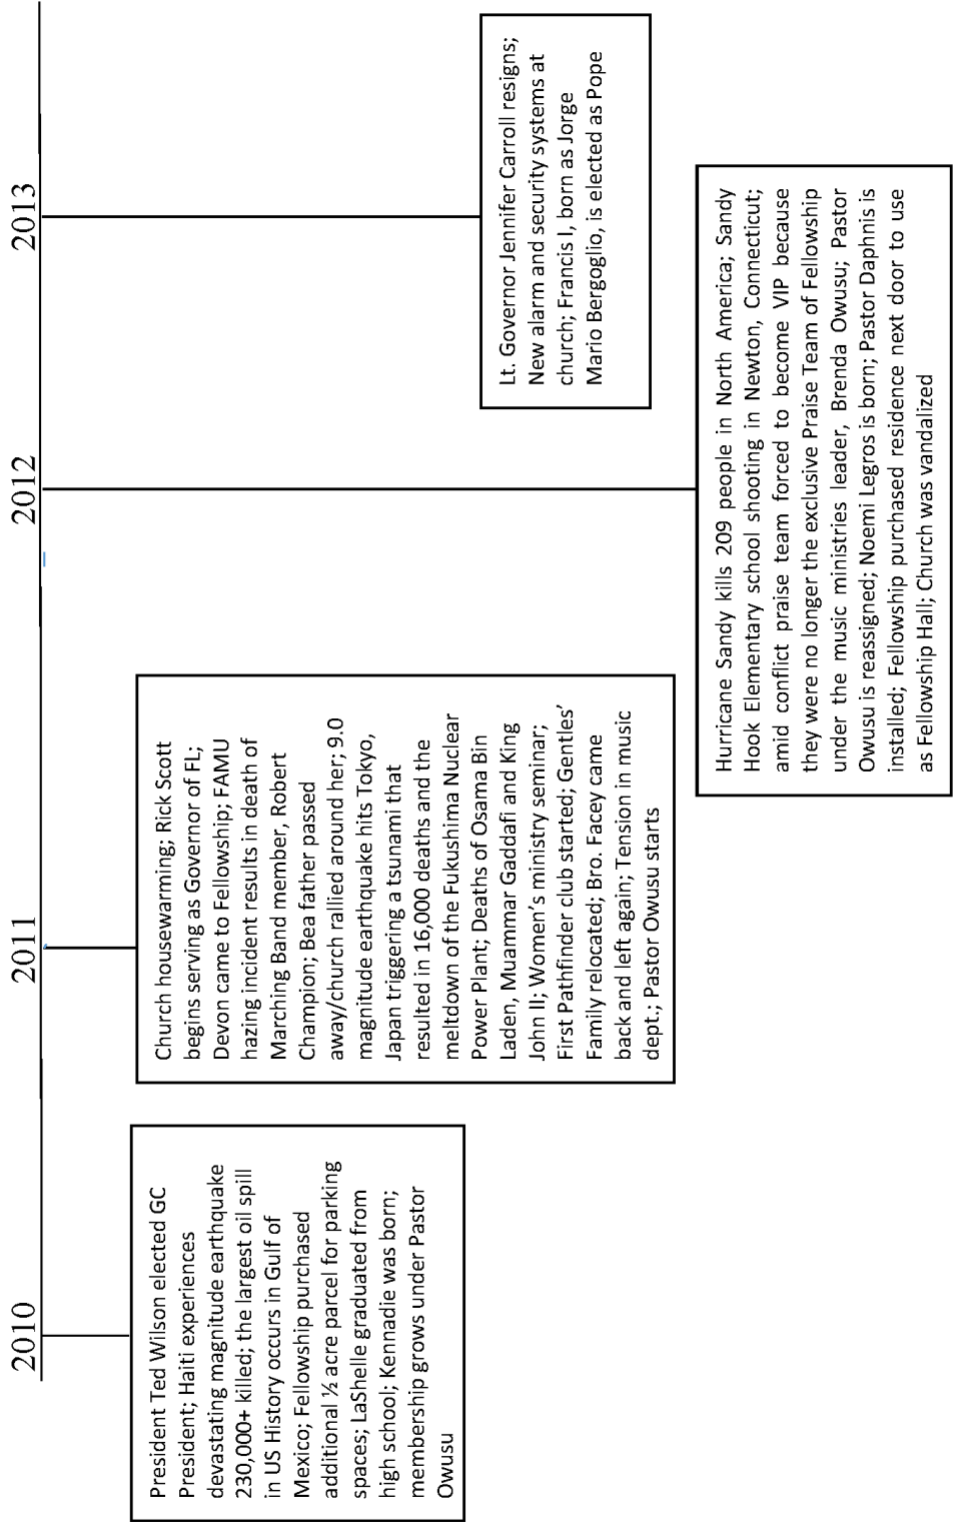 2010
2011
2012
2013
President Ted Wilson elected GC
President; Haiti experiences
devastating magnitude earthquake
230,000+ killed; the largest oil spill
in US History occurs in Gulf of
Mexico; Fellowship purchased
additional ½ acre parcel for parking
spaces; LaShelle graduated from
high school; Kennadie was born;
membership grows under Pastor
Owusu
Church housewarming; Rick Scott
begins serving as Governor of FL;
Devon came to Fellowship; FAMU
hazing incident results in death of
Marching Band member, Robert
Champion; Bea father passed
away/church rallied around her; 9.0
magnitude earthquake hits Tokyo,
Japan triggering a tsunami that
resulted in 16,000 deaths and the
meltdown of the Fukushima Nuclear
Power Plant; Deaths of Osama Bin
Laden, Muammar Gaddafi and King
John II; Women's ministry seminar;
First Pathfinder club started; Gentles'
Family relocated; Bro. Facey came
back and left again; Tension in music
dept.; Pastor Owusu starts
Hurricane Sandy kills 209 people in North America; Sandy
Hook Elementary school shooting in Newton, Connecticut;
amid conflict praise team forced to become VIP because
they were no longer the exclusive Praise Team of Fellowship
under the music ministries leader, Brenda Owusu; Pastor
Owusu is reassigned; Noemi Legros is born; Pastor Daphnis is
installed; Fellowship purchased residence next door to use
as Fellowship Hall; Church was vandalized
Lt. Governor Jennifer Carroll resigns;
New alarm and security systems at
church; Francis I, born as Jorge
Mario Bergoglio, is elected as Pope